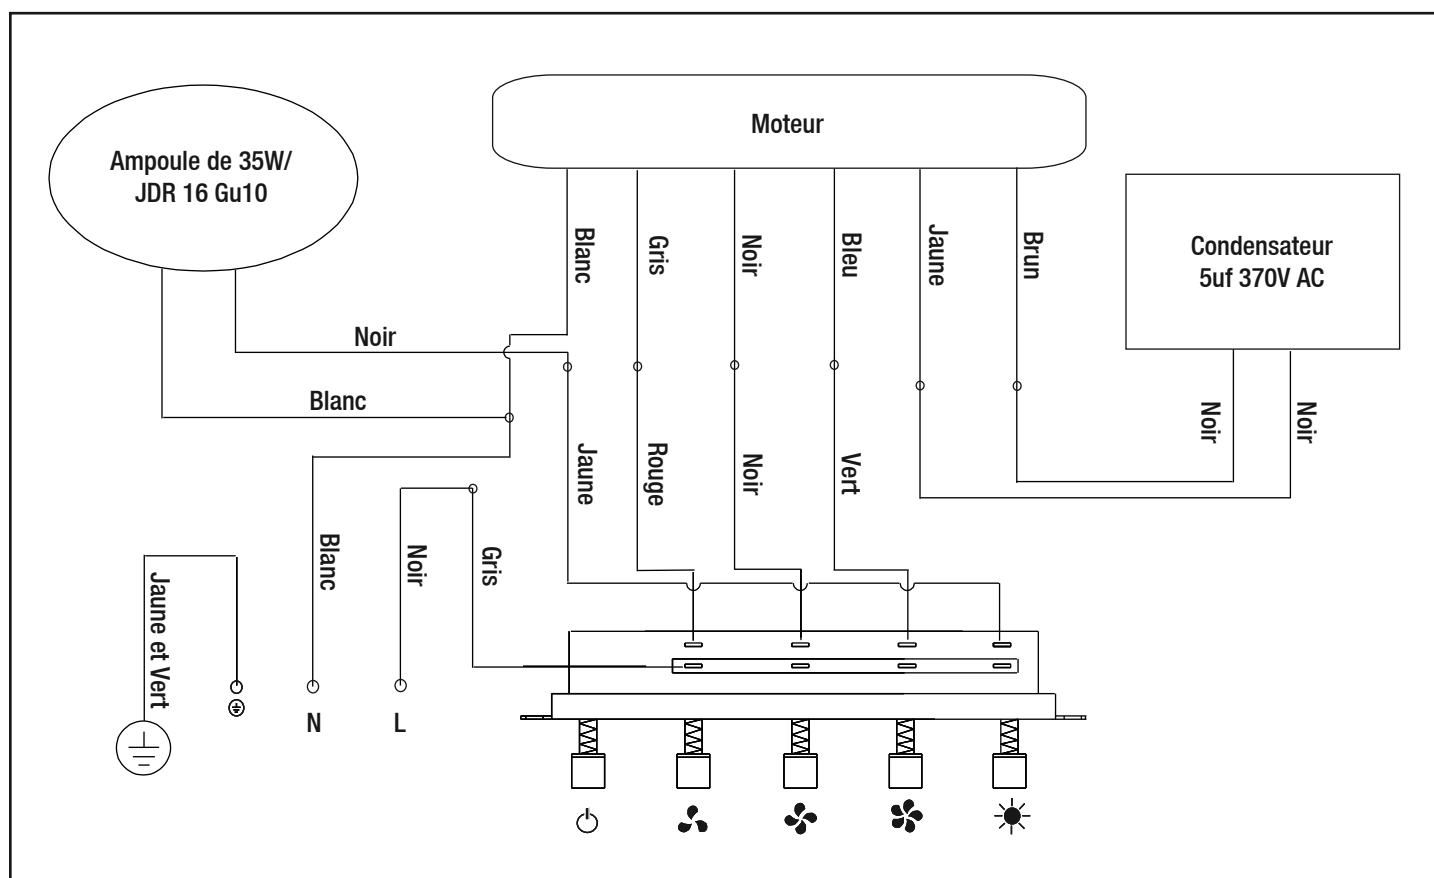 Ampoule de 35W/
JDR 16 Gu10
Moteur
Condensateur
5uf 370V AC
Blanc
Gris
Noir
Bleu
Jaune
Brun
Noir
Blanc
Jaune
Rouge
Noir
Vert
Noir
Noir
Blanc
Noir
Gris
Jaune et Vert
N
L